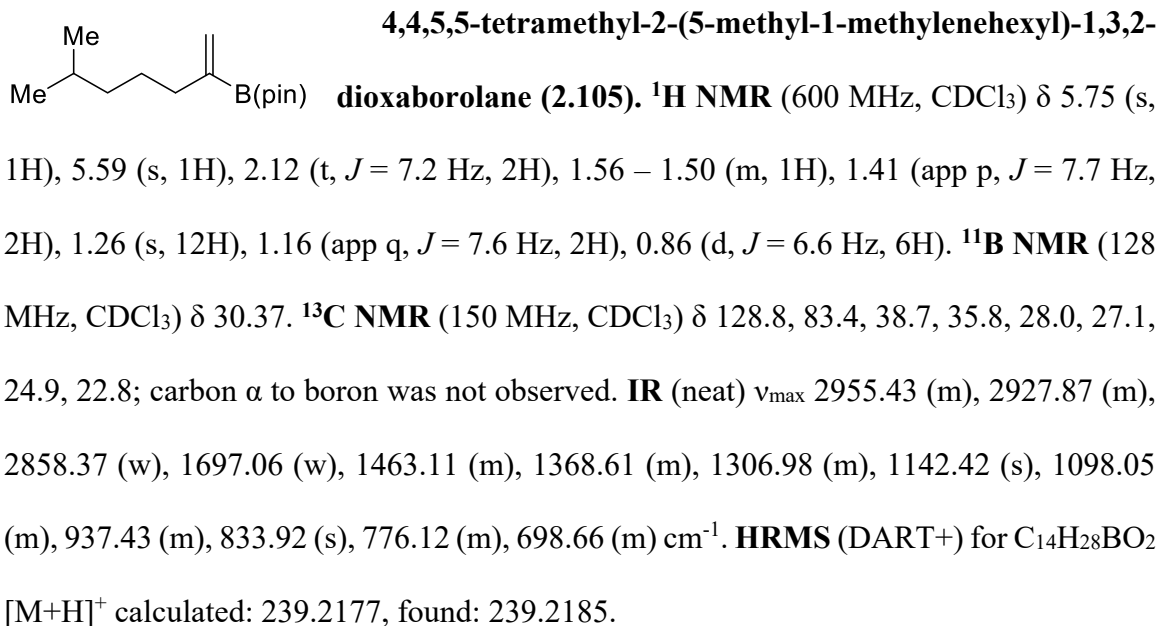 Me
Me
B(pin)
4,4,5,5-tetramethyl-2-(5-methyl-1-methylenehexyl)-1,3,2-
dioxaborolane (2.105). ¹H NMR (600 MHz, CDCl₃) δ 5.75 (s,
1H), 5.59 (s, 1H), 2.12 (t, J = 7.2 Hz, 2H), 1.56 – 1.50 (m, 1H), 1.41 (app p, J = 7.7 Hz,
2H), 1.26 (s, 12H), 1.16 (app q, J = 7.6 Hz, 2H), 0.86 (d, J = 6.6 Hz, 6H). ¹¹B NMR (128
MHz, CDCl₃) δ 30.37. ¹³C NMR (150 MHz, CDCl₃) δ 128.8, 83.4, 38.7, 35.8, 28.0, 27.1,
24.9, 22.8; carbon α to boron was not observed. IR (neat) νmax 2955.43 (m), 2927.87 (m),
2858.37 (w), 1697.06 (w), 1463.11 (m), 1368.61 (m), 1306.98 (m), 1142.42 (s), 1098.05
(m), 937.43 (m), 833.92 (s), 776.12 (m), 698.66 (m) cm⁻¹. HRMS (DART+) for C₁₄H₂₈BO₂
[M+H]⁺ calculated: 239.2177, found: 239.2185.